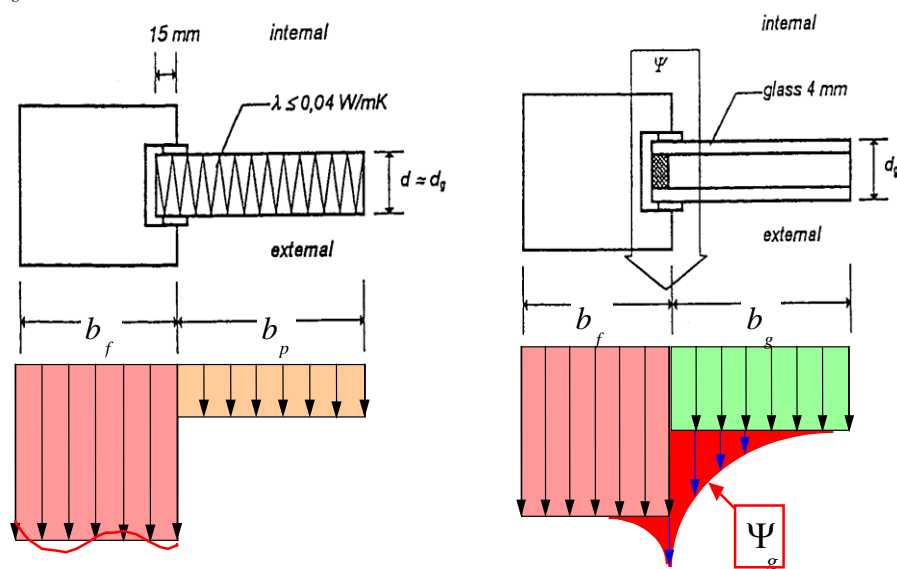 g
15 mm
internal
λ ≤ 0,04 W/mK
d ≈ dg
external
b f
b p
internal
Ψ
glass 4 mm
dg
external
b f
b g
Ψ g